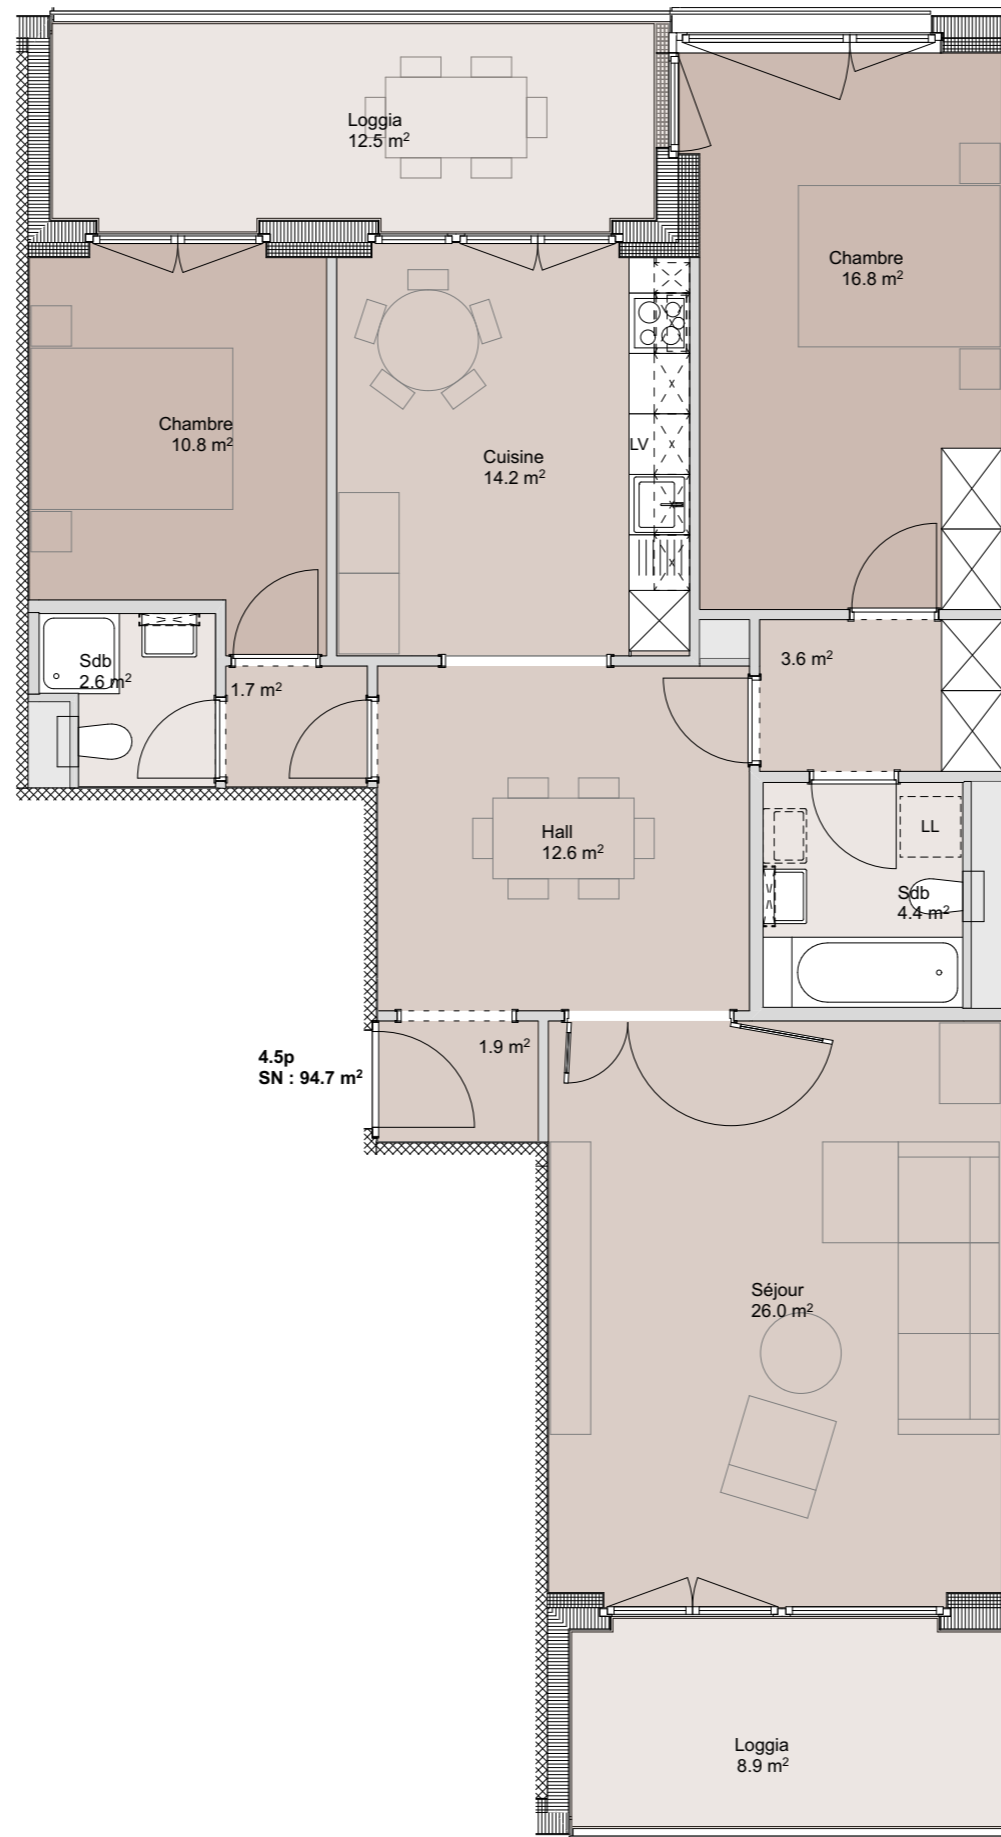 Loggia
12.5 m²
Chambre
16.8 m²
Chambre
10.8 m²
Cuisine
14.2 m²
LV
Sdb
2.6 m²
1.7 m²
3.6 m²
Hall
12.6 m²
LL
Sdb
4.4 m²
1.9 m²
4.5p
SN : 94.7 m²
Séjour
26.0 m²
Loggia
8.9 m²